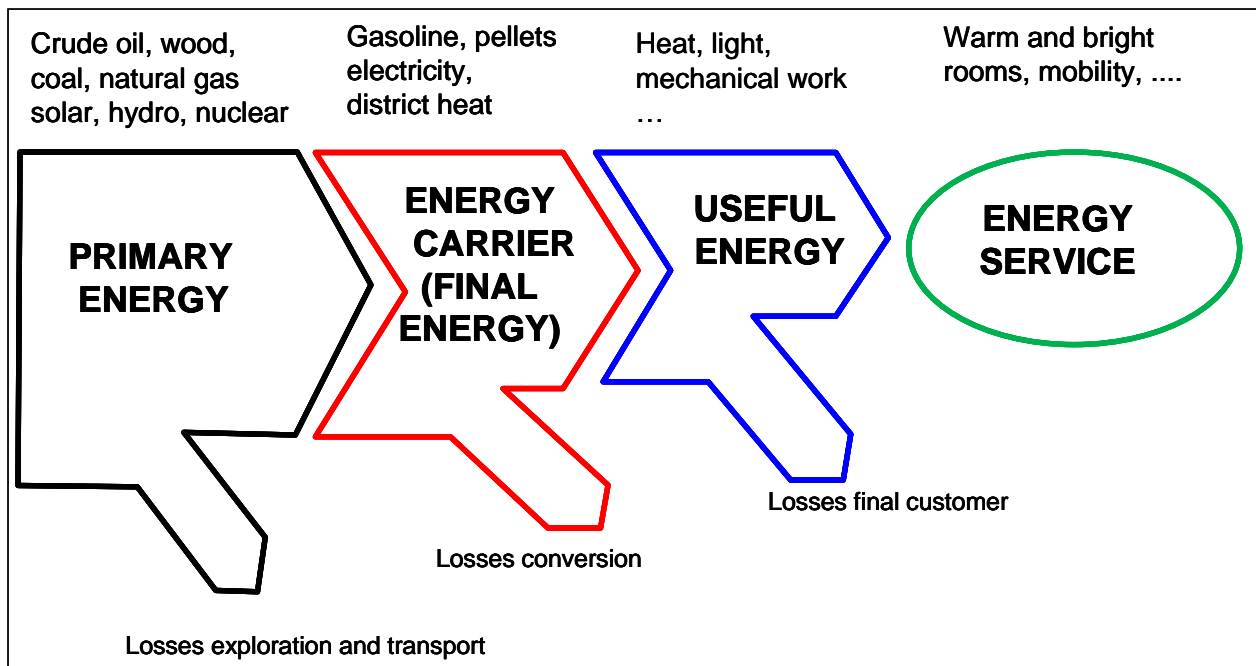 Crude oil, wood,
coal, natural gas
solar, hydro, nuclear
Gasoline, pellets
electricity,
district heat
Heat, light,
mechanical work
…
Warm and bright
rooms, mobility, ....
PRIMARY
ENERGY
ENERGY
CARRIER
(FINAL
ENERGY)
USEFUL
ENERGY
ENERGY
SERVICE
Losses final customer
Losses conversion
Losses exploration and transport